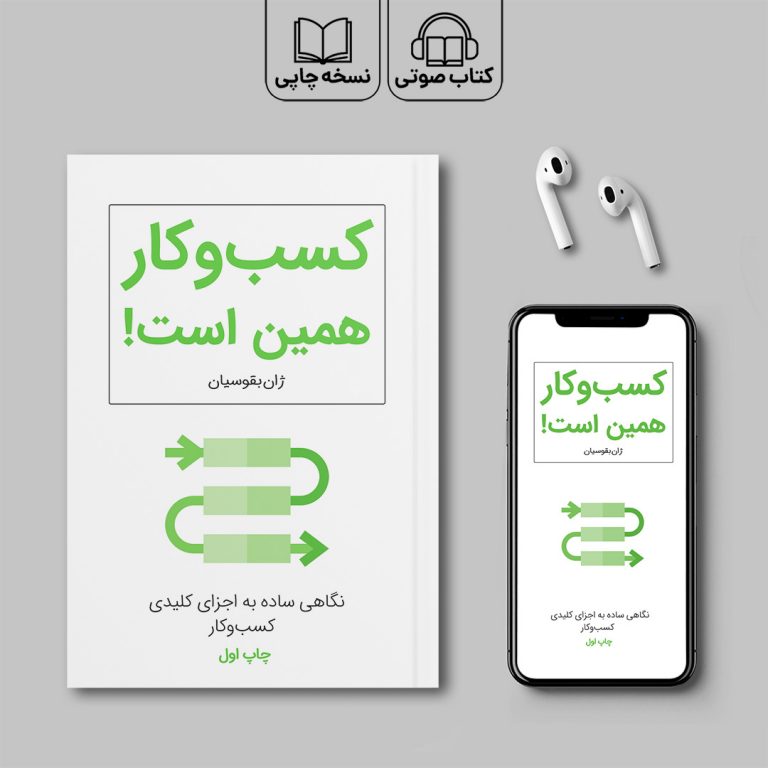 کتاب صوتی
نسخه چاپی
کسب‌وکار
همین است!
ژان بقوسیان
نگاهی ساده به اجزای کلیدی
کسب‌وکار
چاپ اول
کسب‌وکار
همین است!
ژان بقوسیان
نگاهی ساده به اجزای کلیدی
کسب‌وکار
چاپ اول